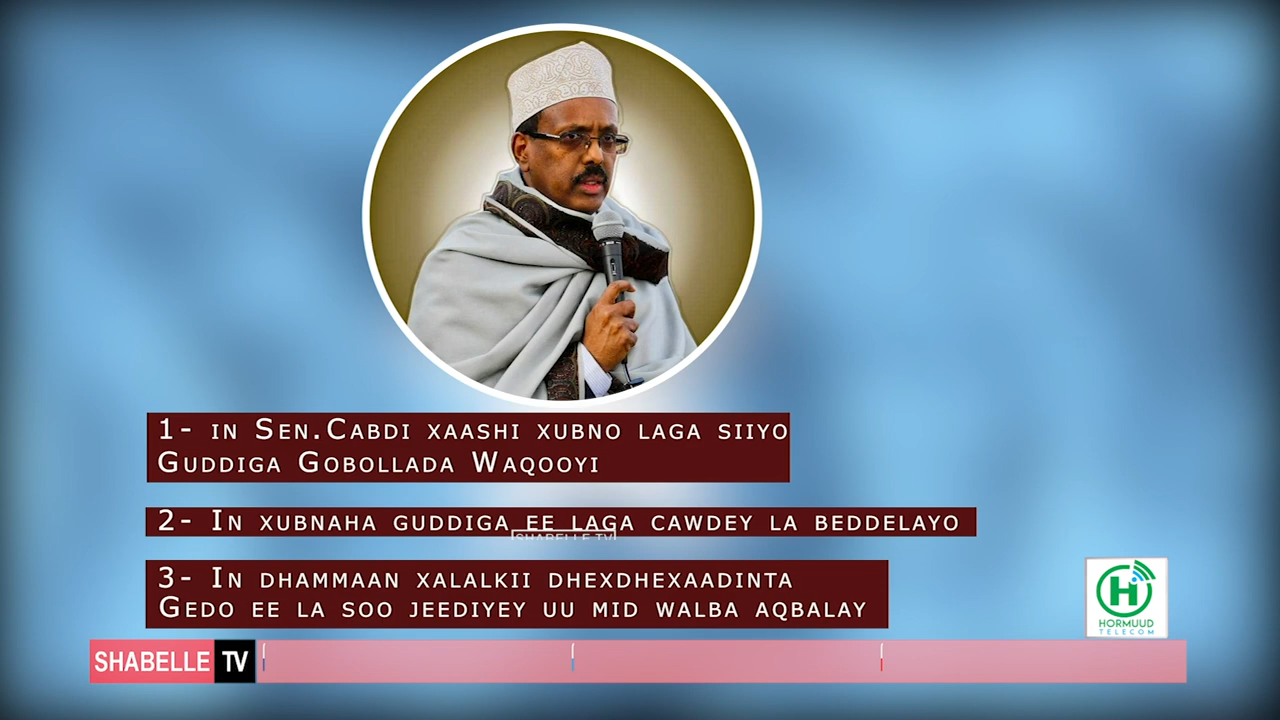 1- in Sen.Cabdi xaashi xubno laga siiyo
Guddiga Gobollada Waqooyi
2- In xubnaha guddiga ee laga cawdey la beddelayo
SHABELLE TV
3- In dhammaan xalalkii dhexdhexaadinta
Gedo ee la soo jeediyey uu mid walba aqbalay
HORMUUD
TELECOM
SHABELLE TV